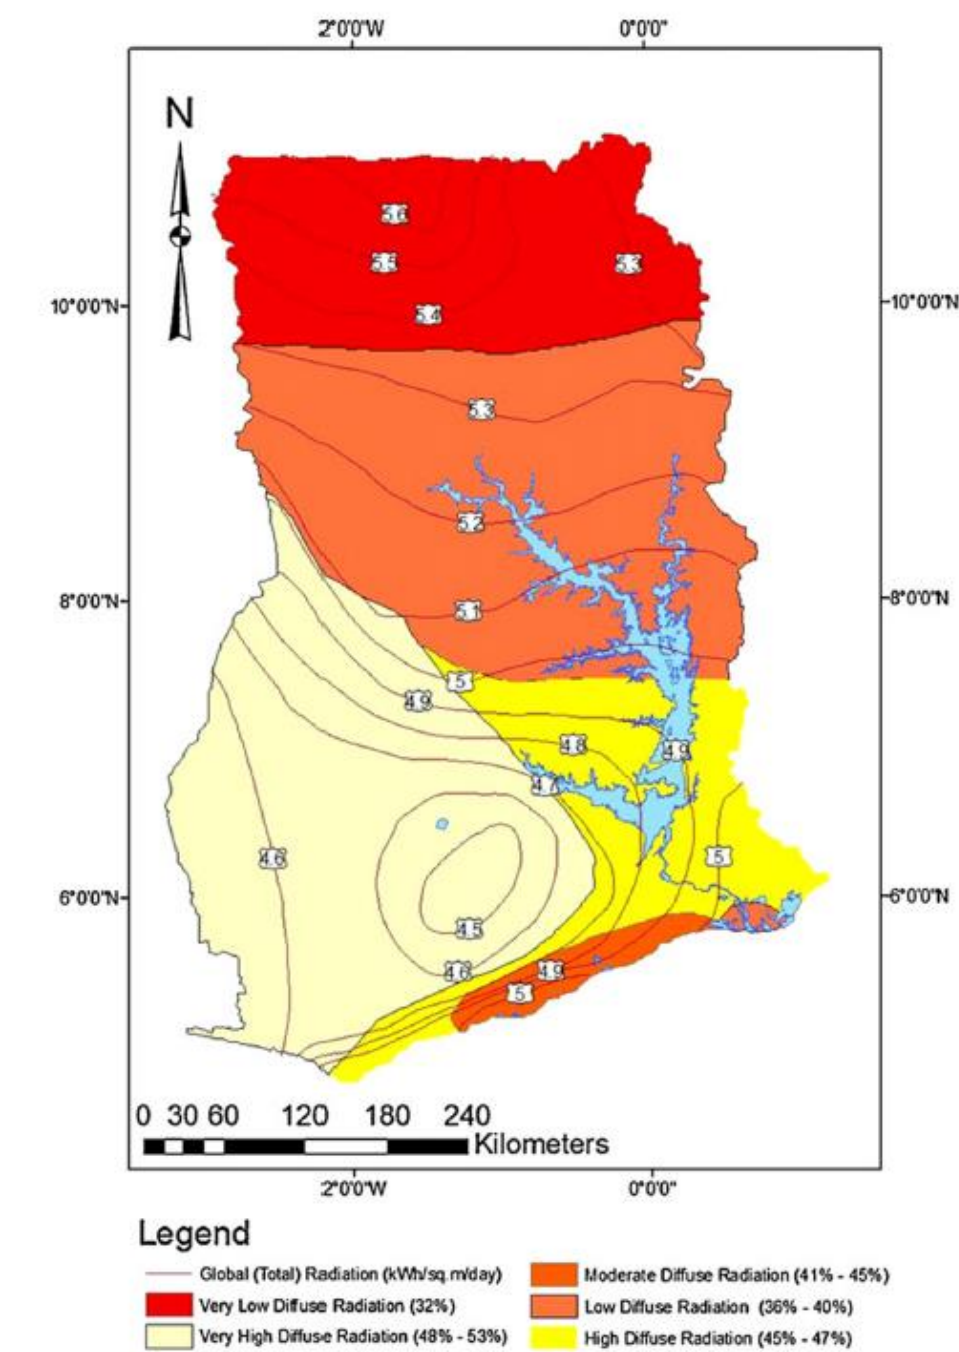 2°0'0"W 0°0'0"
N
5.6
5.5 5.3
10°0'0"N 10°0'0"N
5.4
5.3
5.2
8°0'0"N 8°0'0"N
5.1
5
4.9
4.8 4.9
4.7
4.6 5
6°0'0"N 6°0'0"N
4.5
4.6 4.9
5
0 30 60 120 180 240
Kilometers
2°0'0"W 0°0'0"
Legend
Global (Total) Radiation (kWh/sq.m/day) Moderate Diffuse Radiation (41% - 45%)
Very Low Diffuse Radiation (32%) Low Diffuse Radiation (36% - 40%)
Very High Diffuse Radiation (48% - 53%) High Diffuse Radiation (45% - 47%)